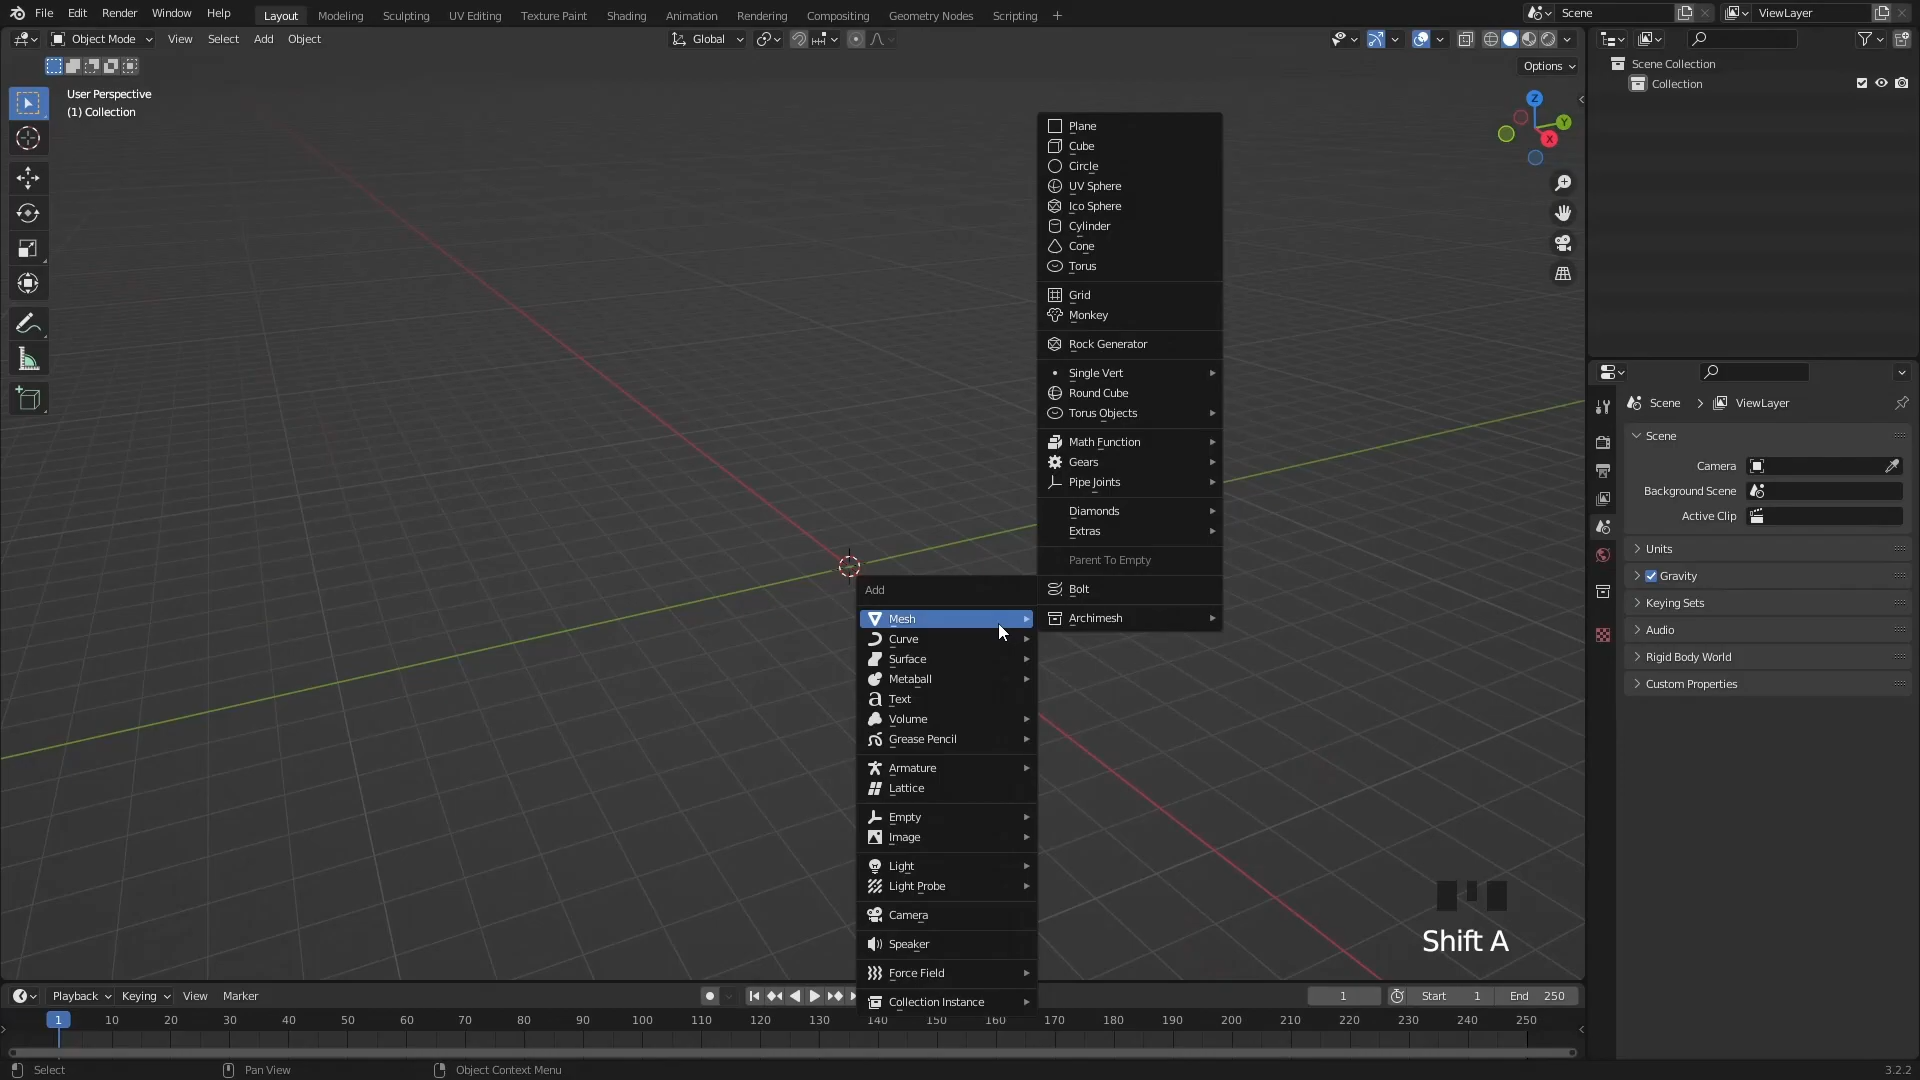 File Edit Render Window Help
Layout Modeling Sculpting UV Editing Texture Paint Shading Animation Rendering Compositing Geometry Nodes Scripting +
Scene
ViewLayer
Object Mode View Select Add Object
Global
Options
User Perspective
(1) Collection
Z
Y
X
Scene Collection
Collection
Plane
Cube
Circle
UV Sphere
Ico Sphere
Cylinder
Cone
Torus
Grid
Monkey
Rock Generator
Single Vert
Round Cube
Torus Objects
Math Function
Gears
Pipe Joints
Diamonds
Extras
Parent To Empty
Bolt
Archimesh
Add
Mesh
Curve
Surface
Metaball
Text
Volume
Grease Pencil
Armature
Lattice
Empty
Image
Light
Light Probe
Camera
Speaker
Force Field
Collection Instance
Scene > ViewLayer
Scene
Camera
Background Scene
Active Clip
Units
Gravity
Keying Sets
Audio
Rigid Body World
Custom Properties
Shift A
Playback Keying View Marker
1 Start 1 End 250
1 10 20 30 40 50 60 70 80 90 100 110 120 130 140 150 160 170 180 190 200 210 220 230 240 250
Select Pan View Object Context Menu 3.2.2